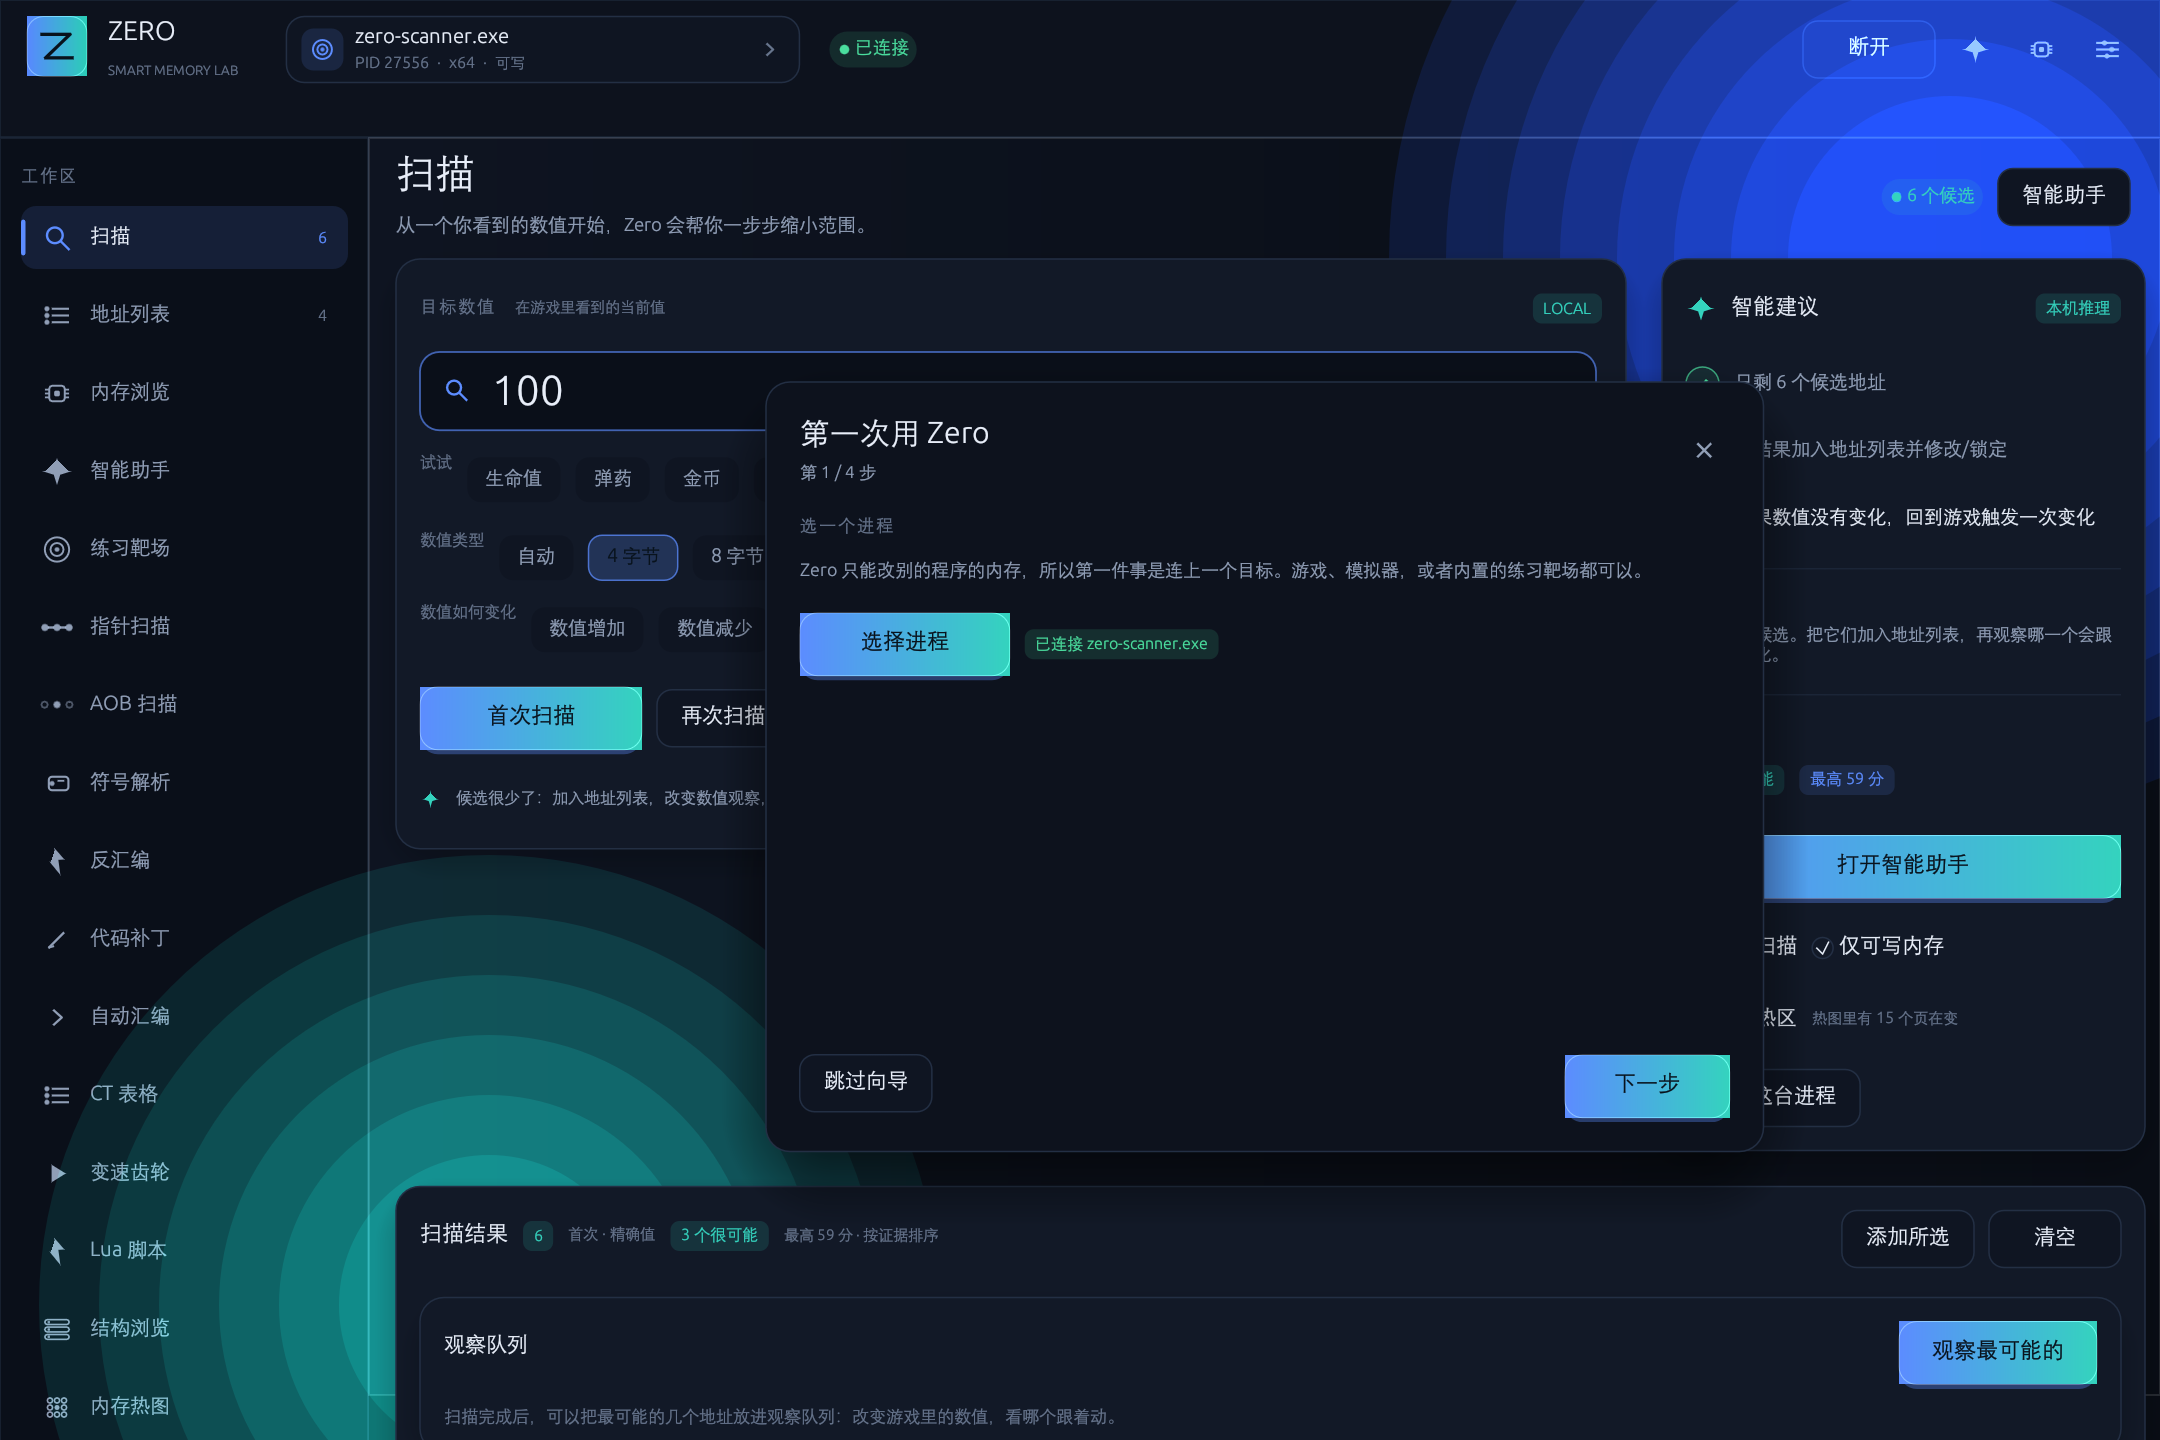 Z
ZERO
SMART MEMORY LAB
zero-scanner.exe
PID 27556 · x64 · 可写
已连接
断开
工作区
扫描 6
地址列表 4
内存浏览
智能助手
练习靶场
指针扫描
AOB 扫描
符号解析
反汇编
代码补丁
自动汇编
CT 表格
变速齿轮
Lua 脚本
结构浏览
内存热图
扫描
从一个你看到的数值开始，Zero 会帮你一步步缩小范围。
6 个候选
智能助手
目标数值 在游戏里看到的当前值
LOCAL
100
试试 生命值 弹药 金币
数值类型 自动 4 字节 8 字节
数值如何变化 数值增加 数值减少
首次扫描 再次扫描
候选很少了：加入地址列表，改变数值观察，
第一次用 Zero
第 1 / 4 步
选一个进程
Zero 只能改别的程序的内存，所以第一件事是连上一个目标。游戏、模拟器，或者内置的练习靶场都可以。
选择进程 已连接 zero-scanner.exe
跳过向导 下一步
智能建议 本机推理
只剩 6 个候选地址
结果加入地址列表并修改/锁定
数值没有变化，回到游戏触发一次变化
候选。把它们加入地址列表，再观察哪一个会跟
化。
能 最高 59 分
打开智能助手
扫描 仅可写内存
热区 热图里有 15 个页在变
这台进程
扫描结果 6 首次 · 精确值 3 个很可能 最高 59 分 · 按证据排序
添加所选 清空
观察队列
观察最可能的
扫描完成后，可以把最可能的几个地址放进观察队列：改变游戏里的数值，看哪个跟着动。